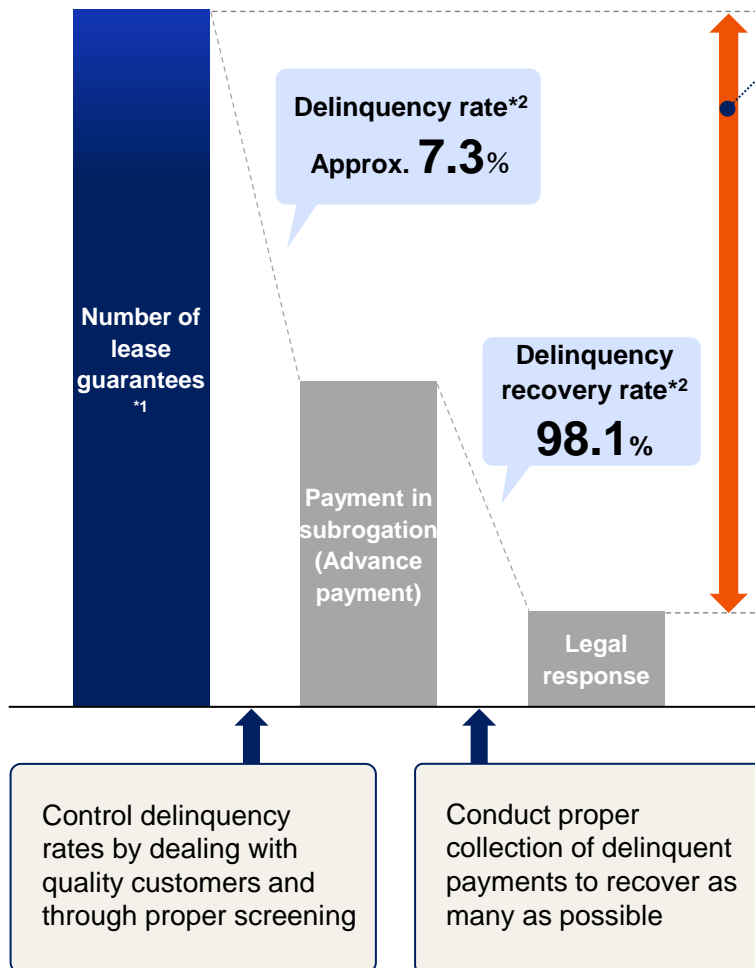 Delinquency rate*2
Approx. 7.3%
Number of
lease
guarantees
*1
Delinquency
recovery rate*2
98.1%
Payment in
subrogation
(Advance
payment)
Legal
response
Control delinquency
rates by dealing with
quality customers and
through proper screening
Conduct proper
collection of delinquent
payments to recover as
many as possible